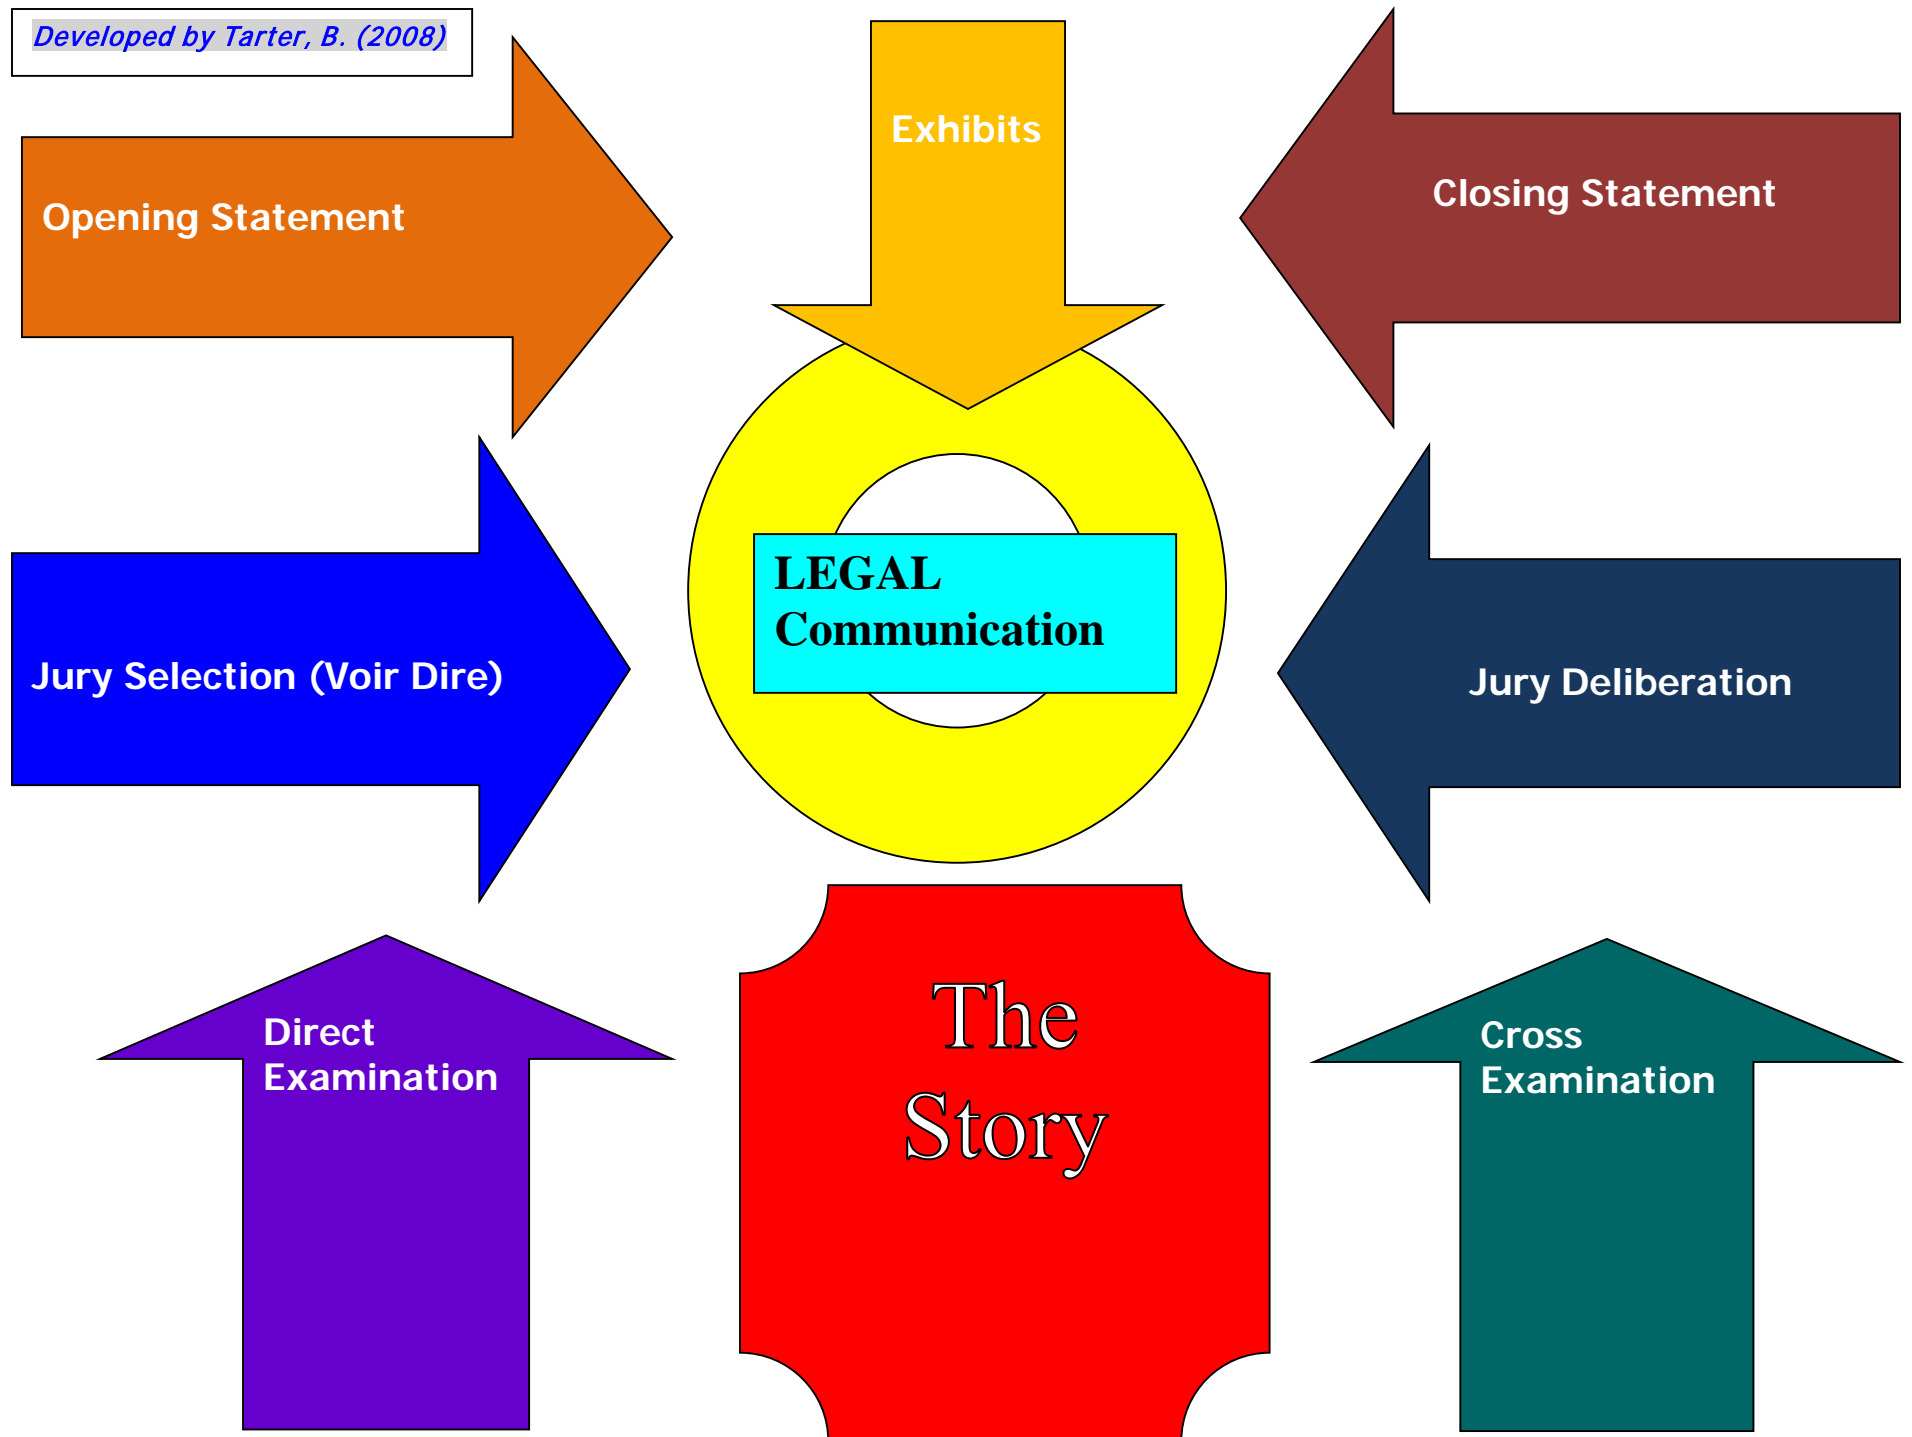 Developed by Tarter, B. (2008)
Exhibits
Opening Statement
Closing Statement
LEGAL
Communication
Jury Selection (Voir Dire)
Jury Deliberation
The
Story
Direct
Examination
Cross
Examination